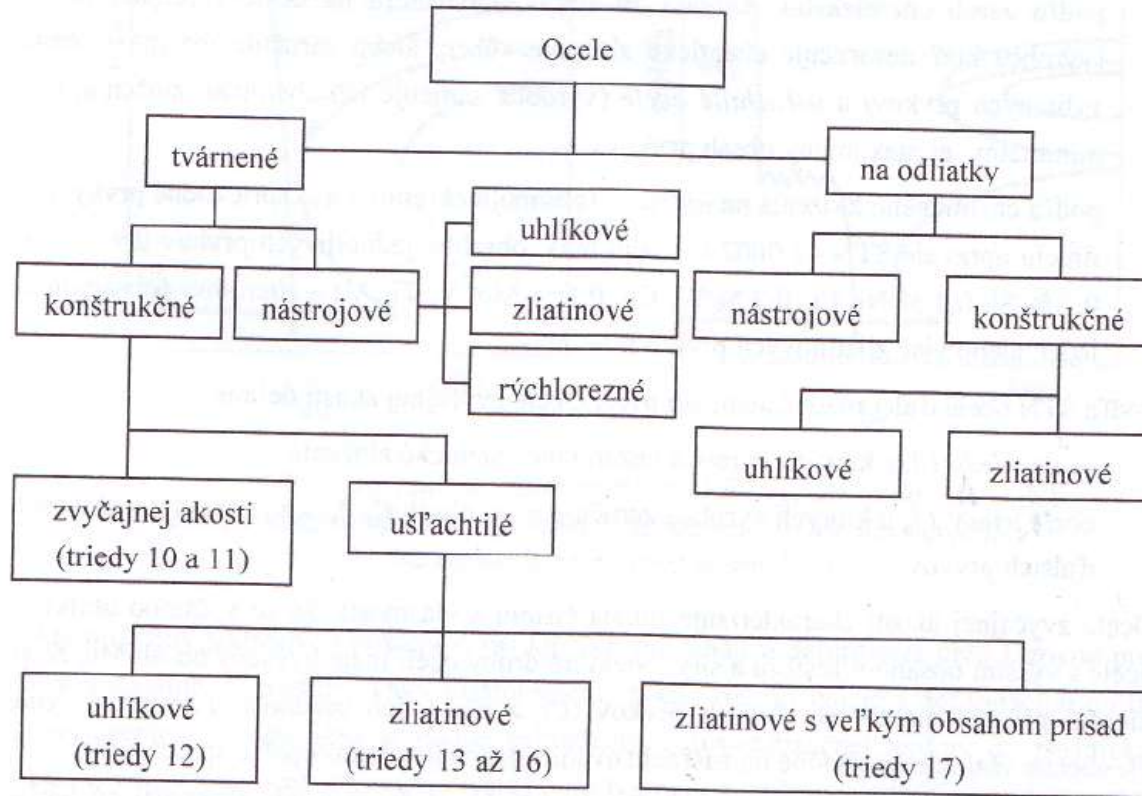 Ocele
tvárnené
na odliatky
uhlíkové
konštrukčné
nástrojové
zliatinové
nástrojové
konštrukčné
rýchlorezné
uhlíkové
zliatinové
zvyčajnej akosti
(triedy 10 a 11)
ušľachtilé
uhlíkové
(triedy 12)
zliatinové
(triedy 13 až 16)
zliatinové s veľkým obsahom prísad
(triedy 17)